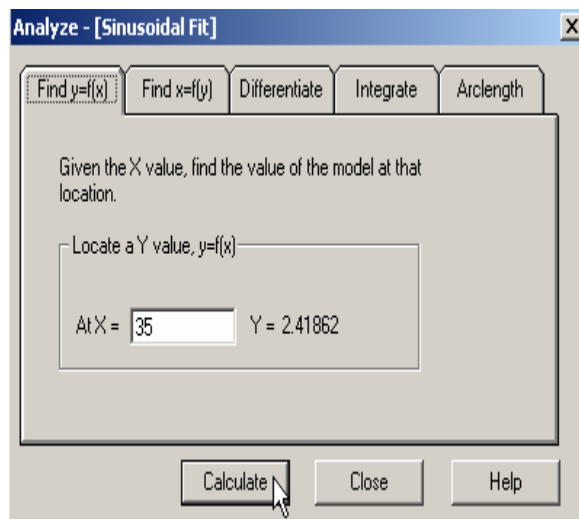 Analyze - [Sinusoidal Fit]
Find y=f(x) Find x=f(y) Differentiate Integrate Arclength
Given the X value, find the value of the model at that
location.
Locate a Y value, y=f(x)
At X = 35 Y = 2.41862
Calculate Close Help